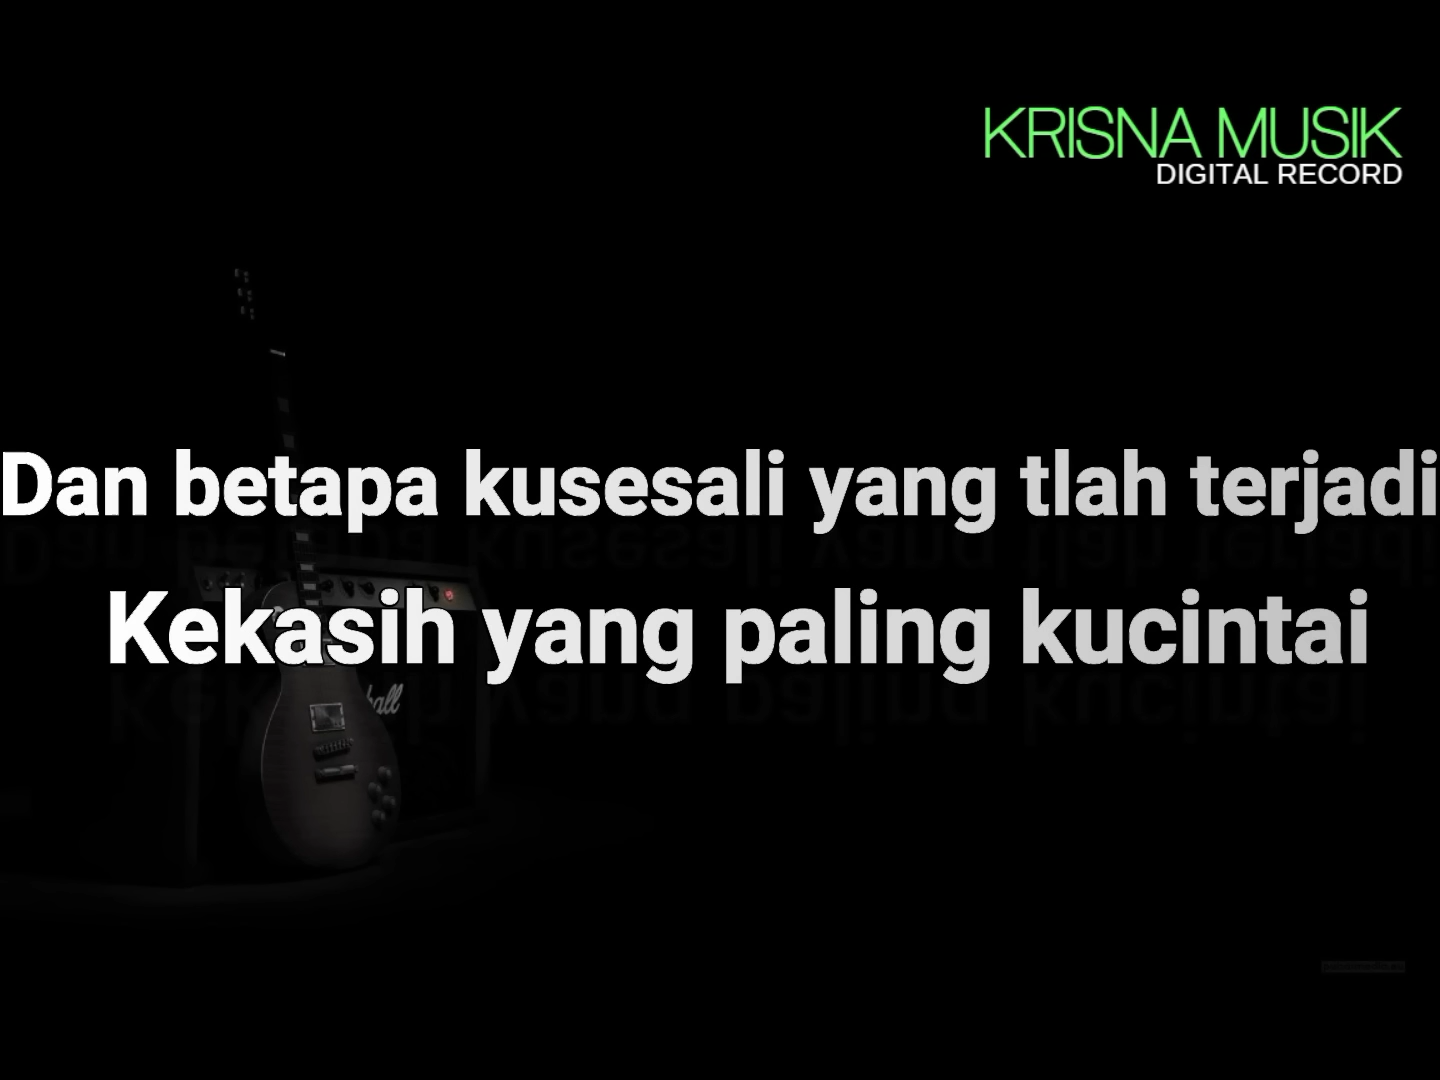 KRISNA MUSIK
DIGITAL RECORD
Dan betapa kusesali yang tlah terjadi
Kekasih yang paling kucintai